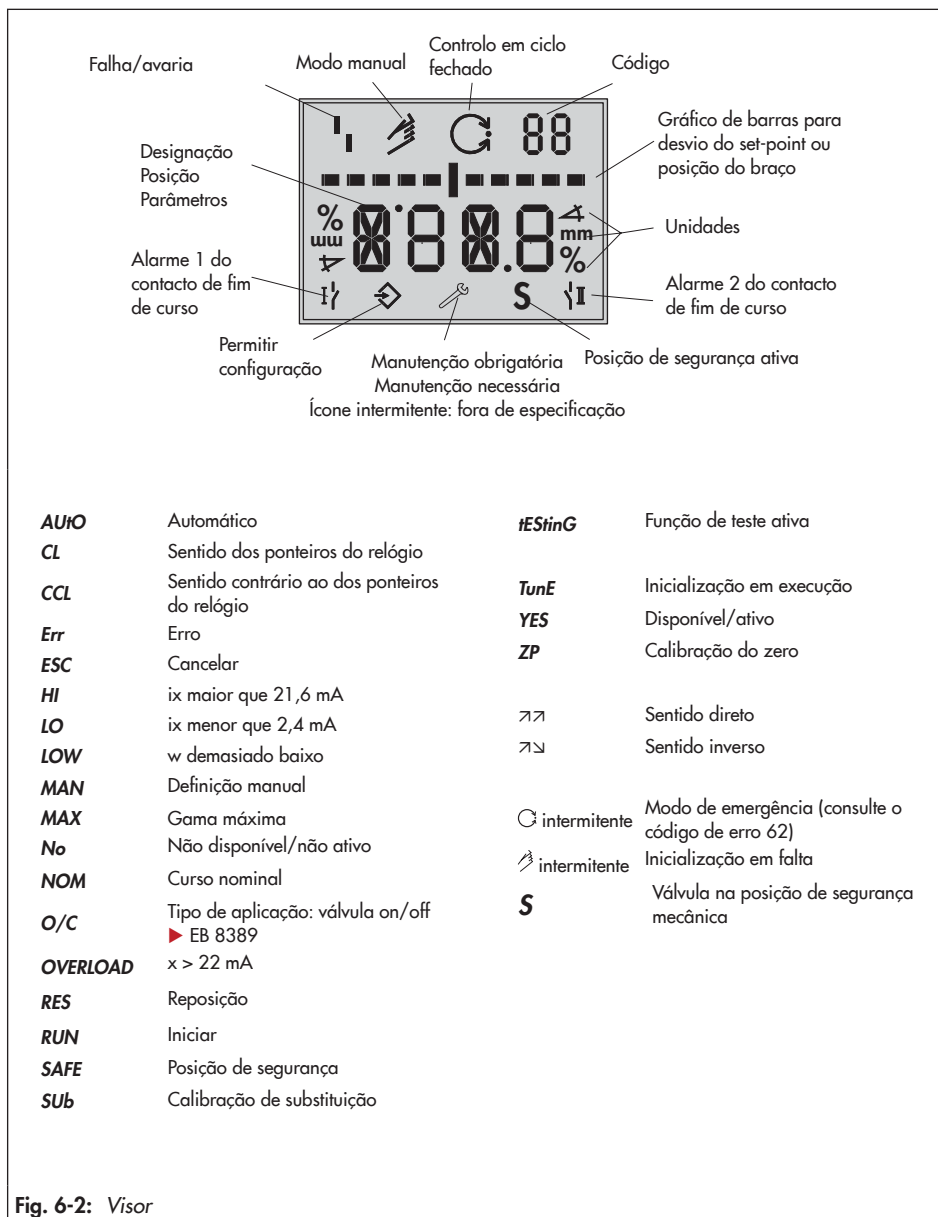 Falha/avaria
Modo manual
Controlo em ciclo
fechado
Código
Gráfico de barras para
desvio do set-point ou
posição do braço
Designação
Posição
Parâmetros
88
%
mm
8.8.8.8
mm
%
Unidades
Alarme 1 do
contacto de fim
de curso
I
S
II
Alarme 2 do contacto
de fim de curso
Permitir
configuração
Manutenção obrigatória
Manutenção necessária
Ícone intermitente: fora de especificação
Posição de segurança ativa
AUtO Automático
CL Sentido dos ponteiros do relógio
CCL Sentido contrário ao dos ponteiros
do relógio
Err Erro
ESC Cancelar
HI ix maior que 21,6 mA
LO ix menor que 2,4 mA
LOW w demasiado baixo
MAN Definição manual
MAX Gama máxima
No Não disponível/não ativo
NOM Curso nominal
O/C Tipo de aplicação: válvula on/off
▶ EB 8389
OVERLOAD x > 22 mA
RES Reposição
RUN Iniciar
SAFE Posição de segurança
SUb Calibração de substituição
tEStinG Função de teste ativa
TunE Inicialização em execução
YES Disponível/ativo
ZP Calibração do zero
↗↗ Sentido direto
↗↘ Sentido inverso
intermitente Modo de emergência (consulte o
código de erro 62)
intermitente Inicialização em falta
S Válvula na posição de segurança
mecânica
Fig. 6-2: Visor